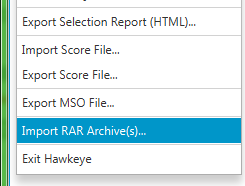 Export Selection Report (HTML)...
Import Score File...
Export Score File...
Export MSO File...
Import RAR Archive(s)...
Exit Hawkeye